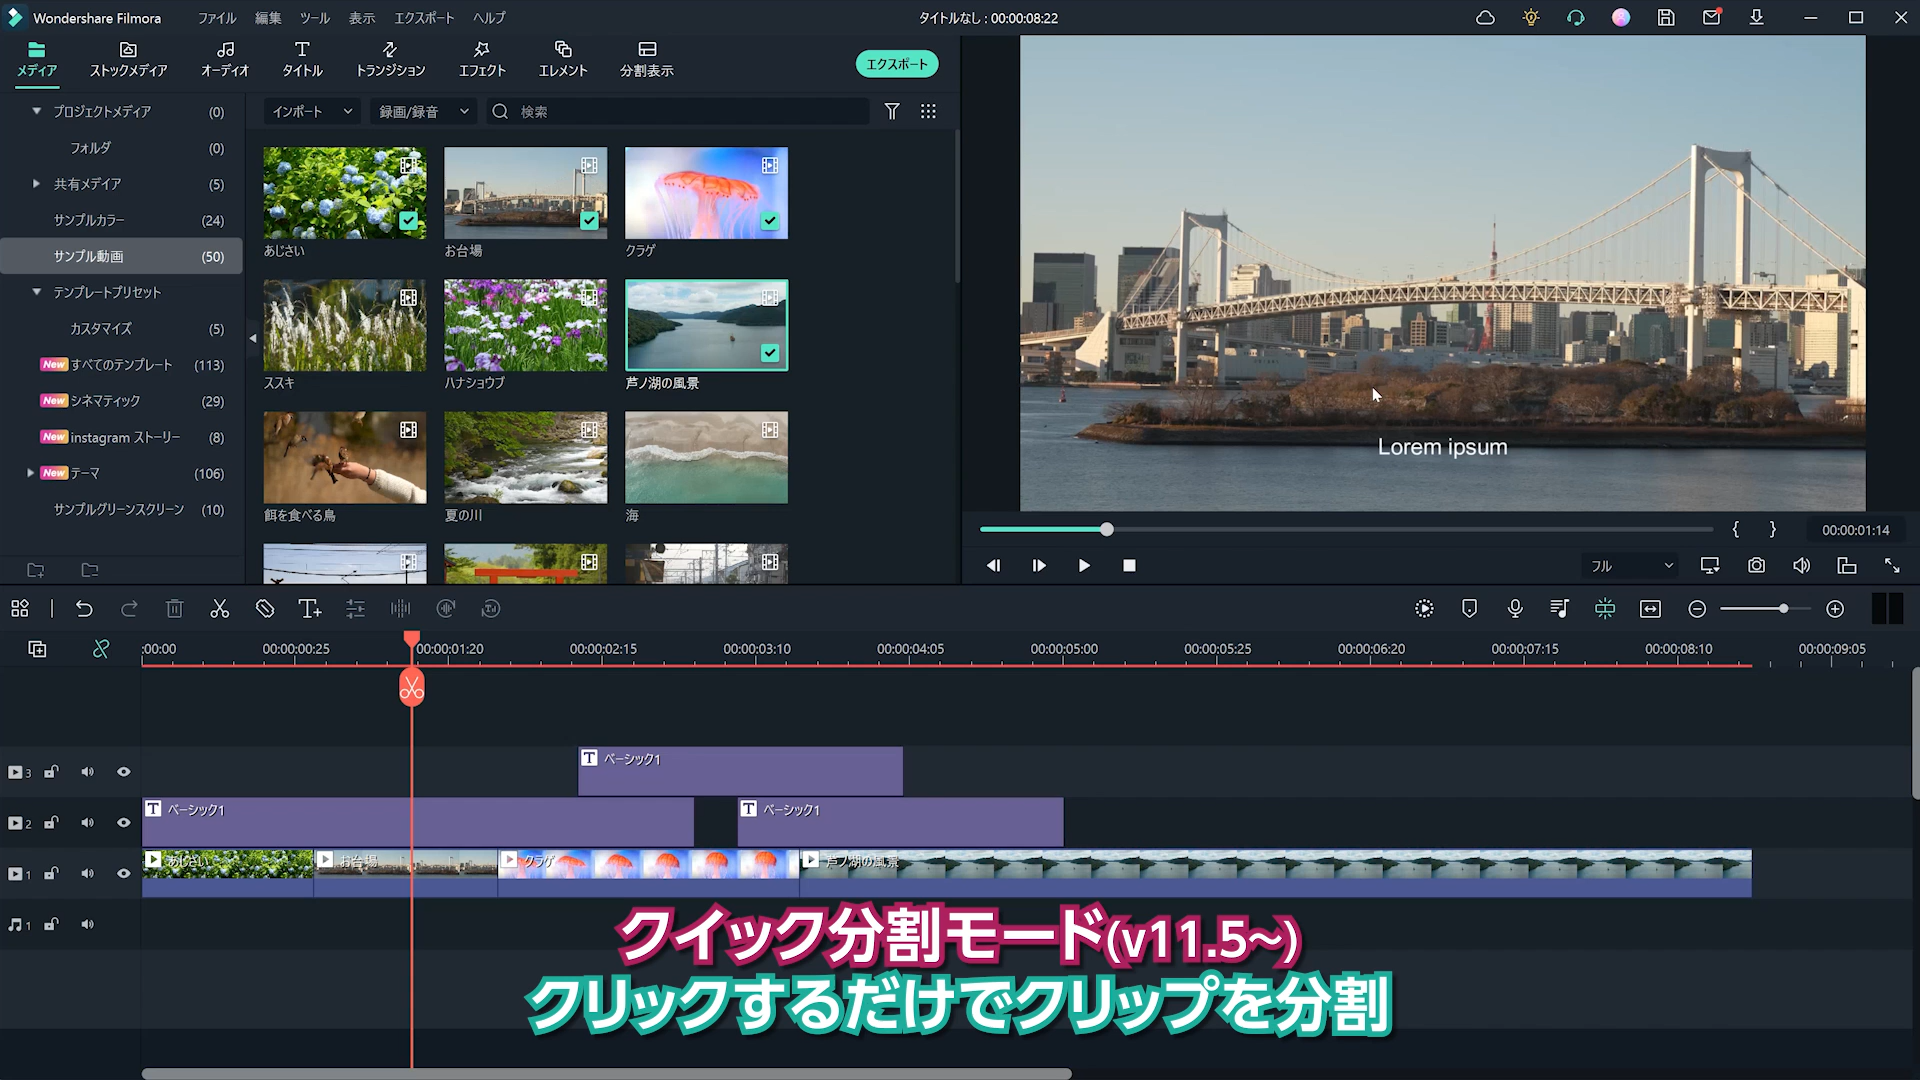 Wondershare Filmora
ファイル 編集 ツール 表示 エクスポート ヘルプ
タイトルなし : 00:00:08:22
メディア ストックメディア オーディオ タイトル トランジション エフェクト エレメント 分割表示
エクスポート
プロジェクトメディア (0)
フォルダ (0)
共有メデイア (5)
サンプルカラー (24)
サンプル動画 (50)
テンプレートプリセット
カスタマイズ (5)
New すべてのテンプレート (113)
New シネマティック (29)
New instagram ストーリー (8)
New テーマ (106)
サンプルグリーンスクリーン (10)
インポート 録画/録音 検索
あじさい お台場 クラゲ
ススキ ハナショウブ 芦ノ湖の風景
餌を食べる鳥 夏の川 海
Lorem ipsum
{ } 00:00:01:14
フル
:00:00 00:00:00:25 00:00:01:20 00:00:02:15 00:00:03:10 00:00:04:05 00:00:05:00 00:00:05:25 00:00:06:20 00:00:07:15 00:00:08:10 00:00:09:05
3 T ベーシック1
2 T ベーシック1 T ベーシック1
1 あじさい お台場 クラゲ 芦ノ湖の風景
1
クイック分割モード(v11.5~)
クリックするだけでクリップを分割